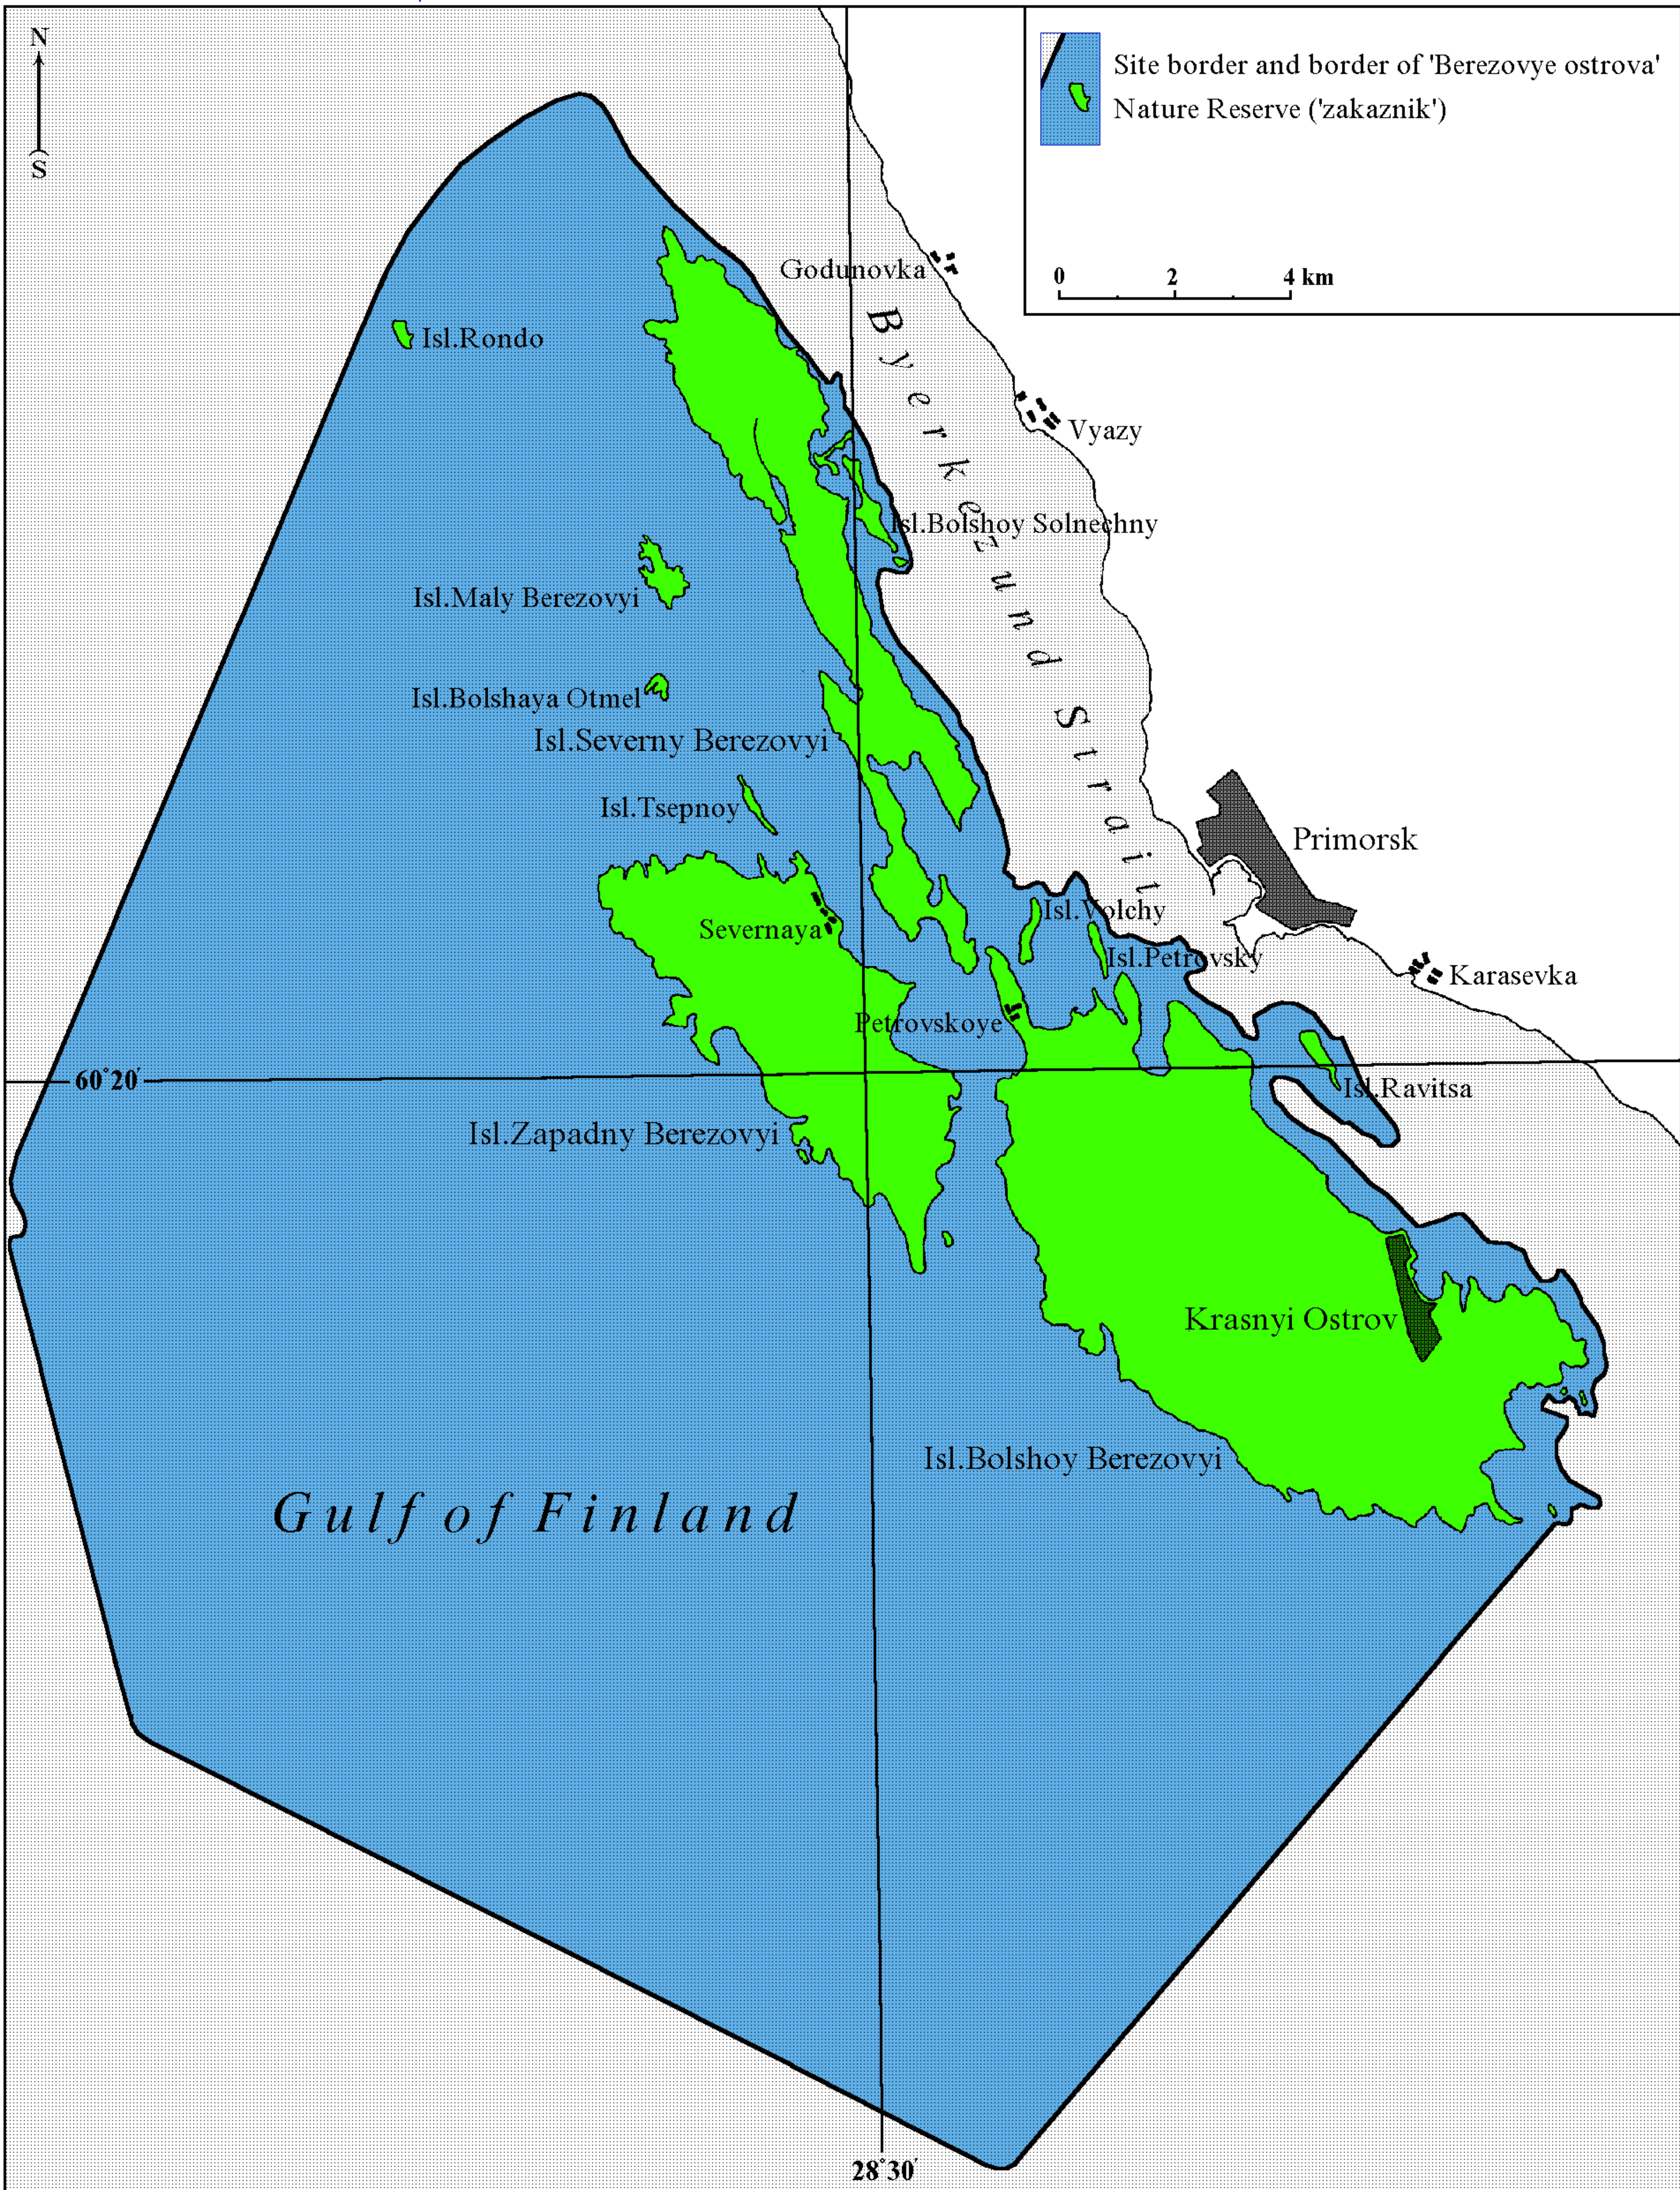 N
S
Site border and border of 'Berezovye ostrova'
Nature Reserve ('zakaznik')
0 2 4 km
Godunovka
Isl.Rondo
Byerkezund Strait
Vyazy
Isl.Bolshoy Solnechny
Isl.Maly Berezovyi
Isl.Bolshaya Otmel
Isl.Severny Berezovyi
Isl.Tsepnoy
Primorsk
Isl.Volchy
Severnaya
Isl.Petrovsky
Karasevka
Petrovskoye
60°20'
Isl.Ravitsa
Isl.Zapadny Berezovyi
Krasnyi Ostrov
Isl.Bolshoy Berezovyi
Gulf of Finland
28°30'